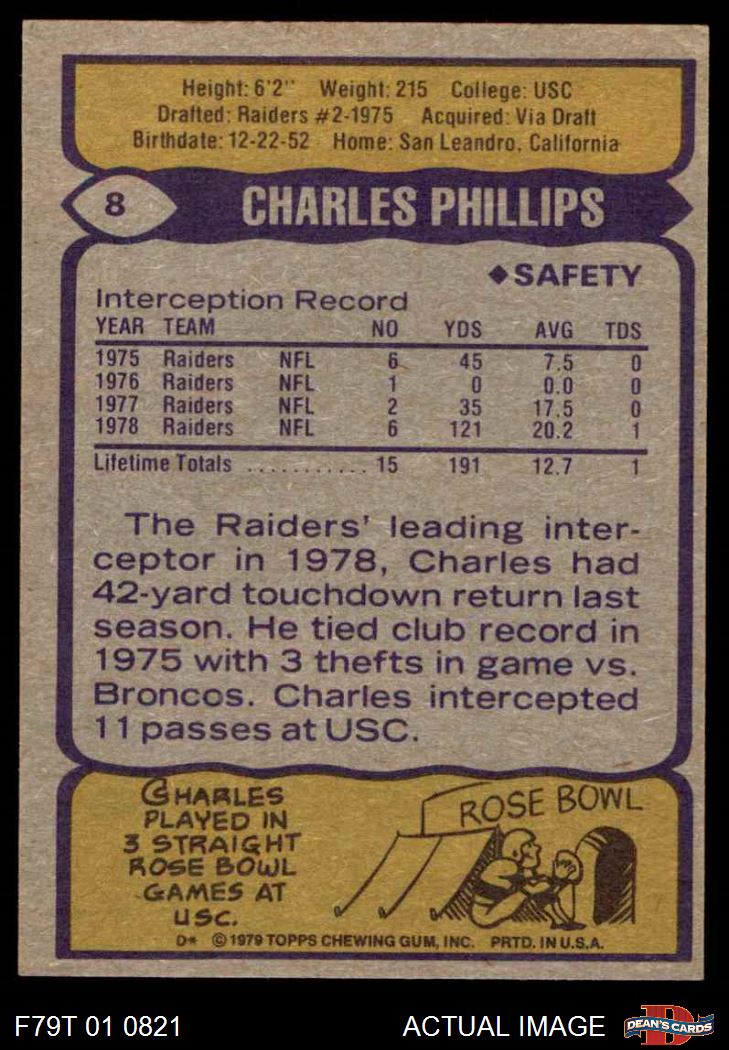 Height: 6'2" Weight: 215 College: USC
Drafted: Raiders #2-1975 Acquired: Via Draft
Birthdate: 12-22-52 Home: San Leandro, California
8 CHARLES PHILLIPS
◆SAFETY
Interception Record
YEAR TEAM NO YDS AVG TDS
1975 Raiders NFL 6 45 7.5 0
1976 Raiders NFL 1 0 0.0 0
1977 Raiders NFL 2 35 17.5 0
1978 Raiders NFL 6 121 20.2 1
Lifetime Totals ........... 15 191 12.7 1
The Raiders' leading inter-
ceptor in 1978, Charles had
42-yard touchdown return last
season. He tied club record in
1975 with 3 thefts in game vs.
Broncos. Charles intercepted
11 passes at USC.
CHARLES
PLAYED IN
3 STRAIGHT
ROSE BOWL
GAMES AT
USC.
ROSE BOWL
D* © 1979 TOPPS CHEWING GUM, INC. PRTD. IN U.S.A.
F79T 01 0821 ACTUAL IMAGE D DEAN'S CARDS